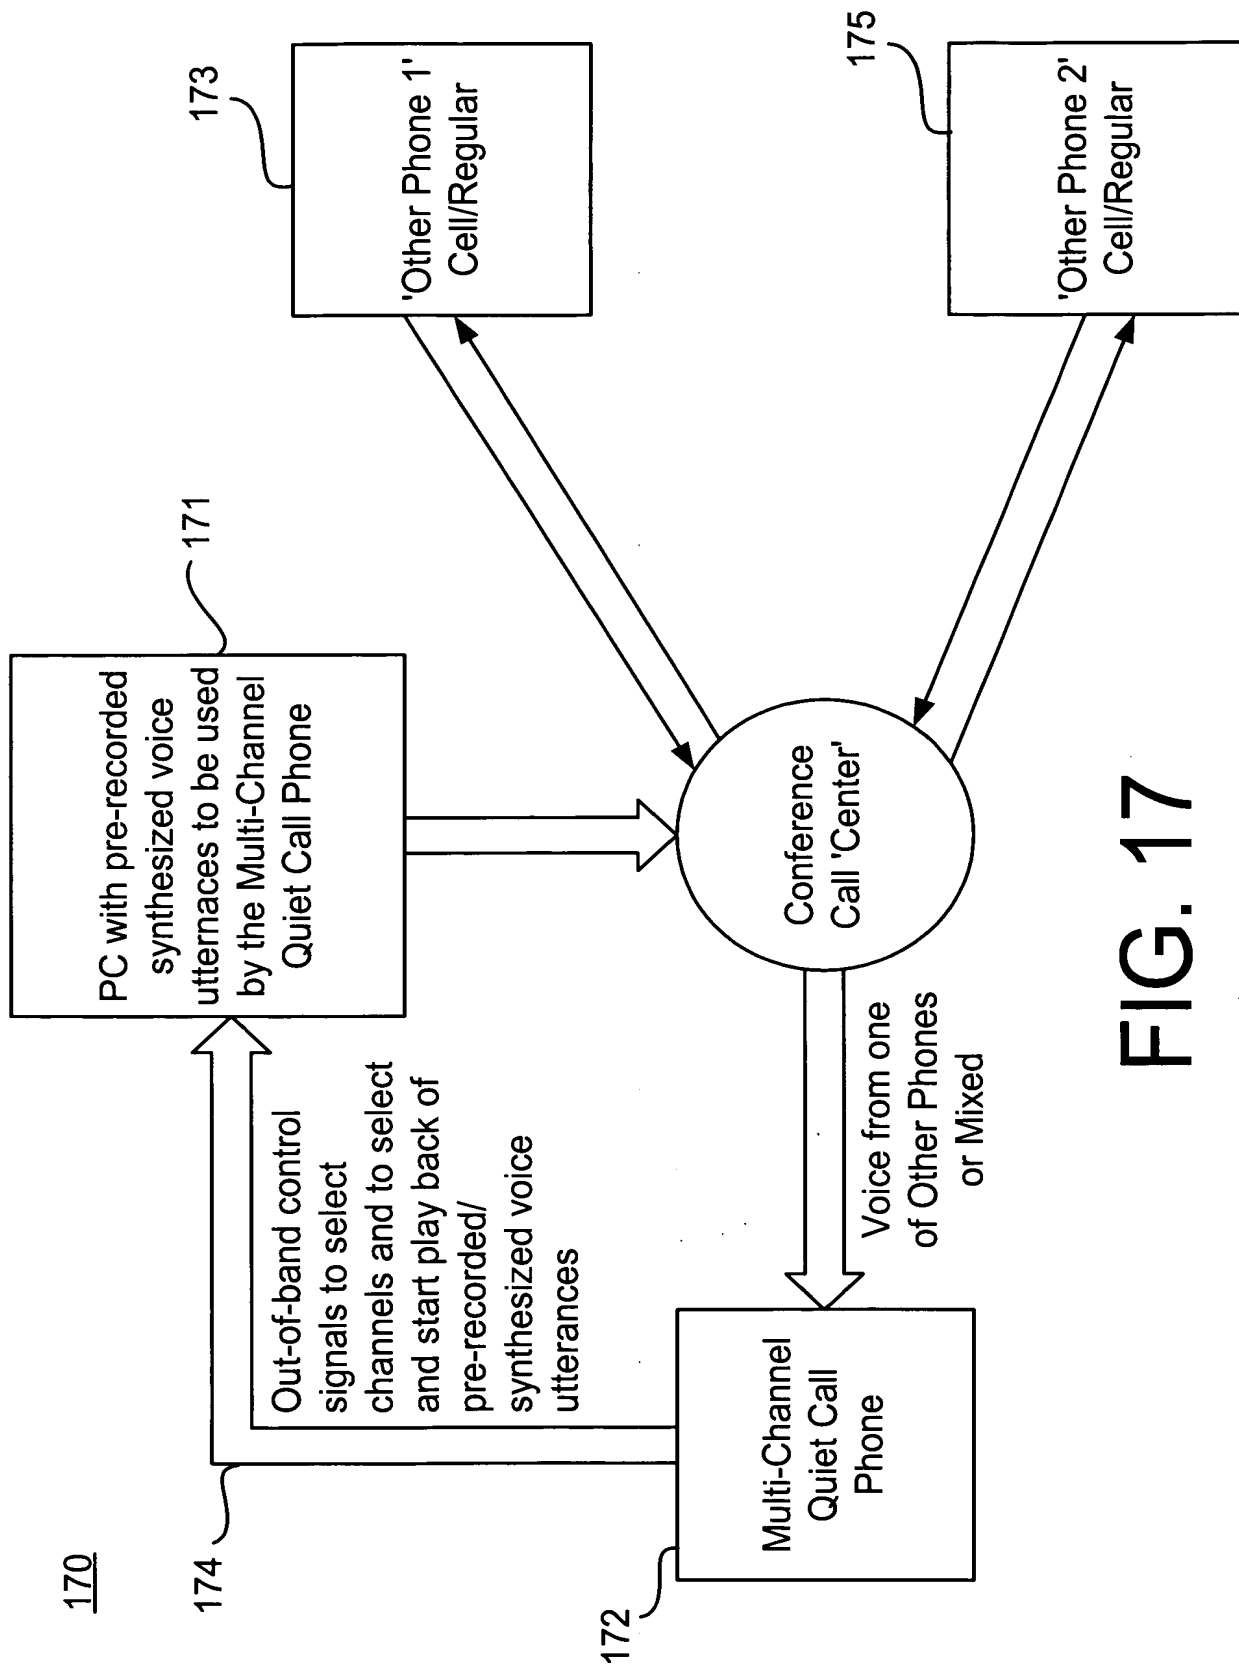 170
PC with pre-recorded
synthesized voice
utternaces to be used
by the Multi-Channel
Quiet Call Phone
171
'Other Phone 1'
Cell/Regular
173
174
Out-of-band control
signals to select
channels and to select
and start play back of
pre-recorded/
synthesized voice
utterances
172
Multi-Channel
Quiet Call
Phone
Voice from one
of Other Phones
or Mixed
Conference
Call 'Center'
'Other Phone 2'
Cell/Regular
175
FIG. 17